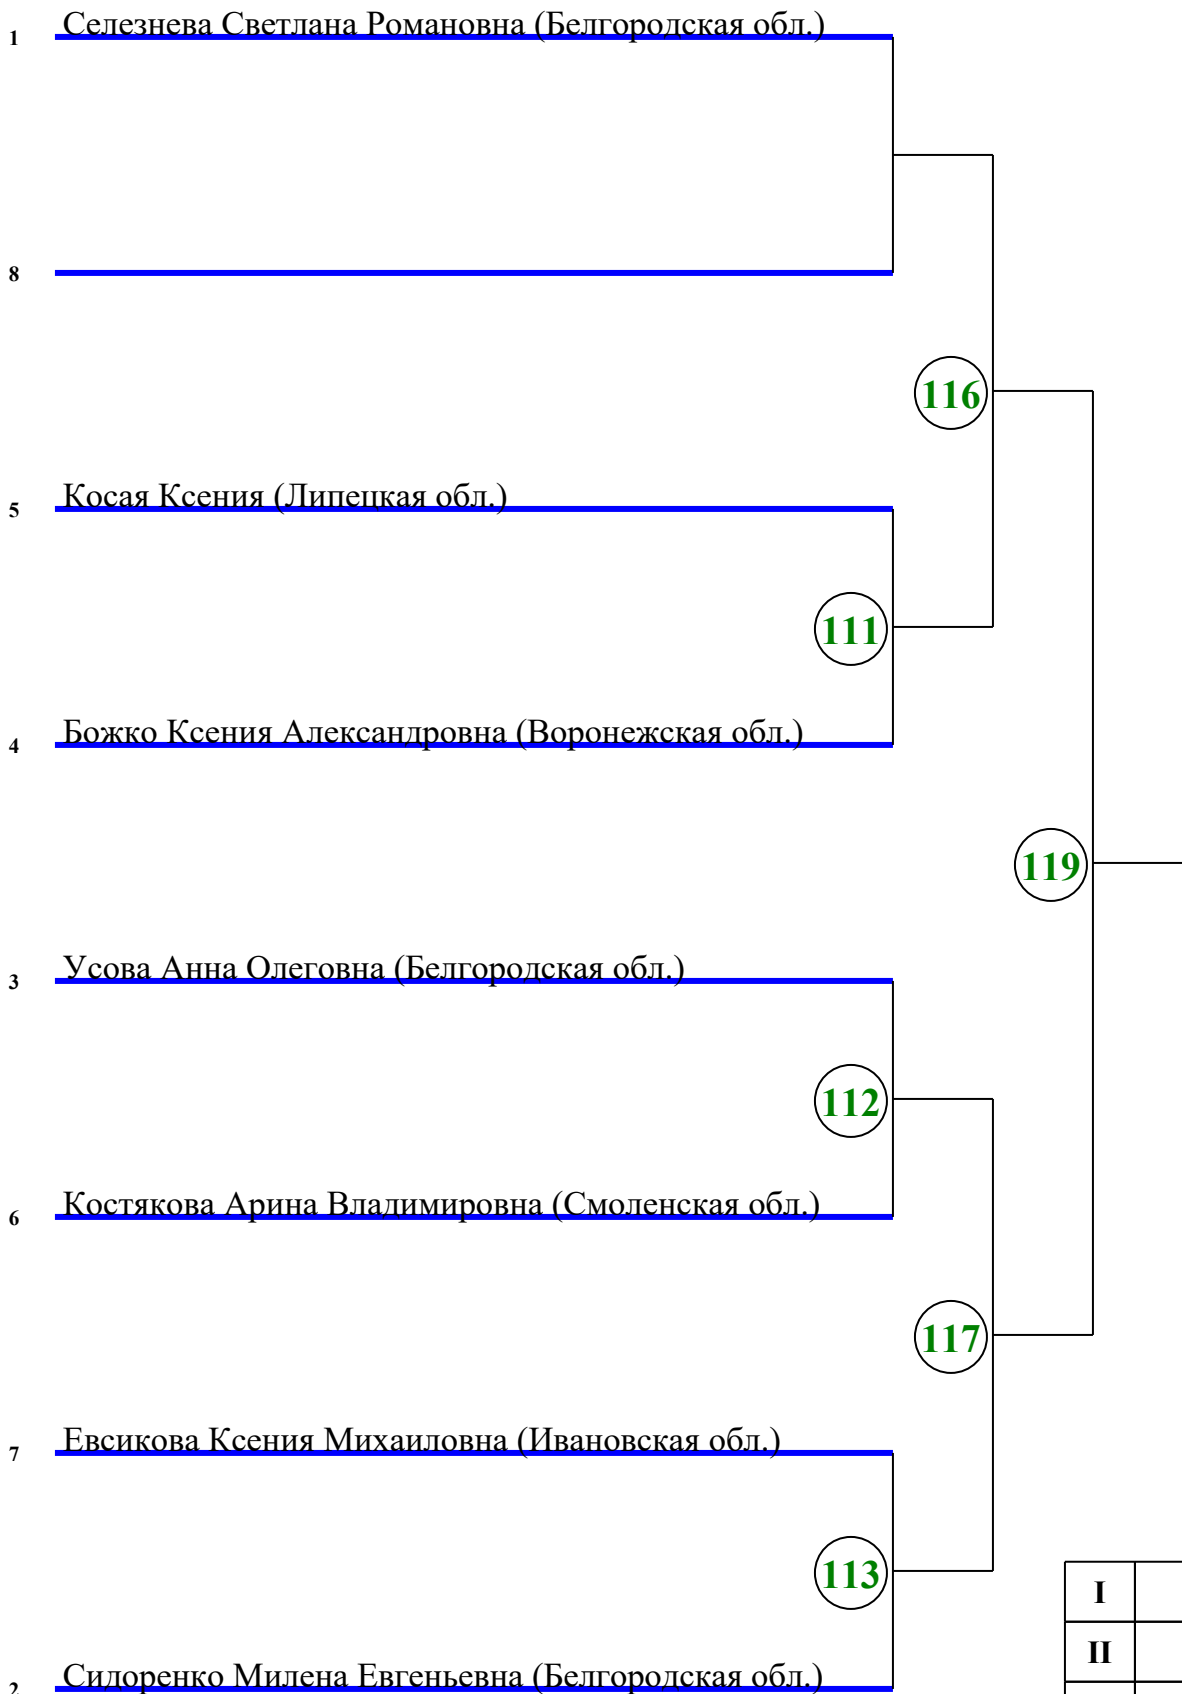 1 Селезнева Светлана Романовна (Белгородская обл.)
8
116
5 Косая Ксения (Липецкая обл.)
111
4 Божко Ксения Александровна (Воронежская обл.)
119
3 Усова Анна Олеговна (Белгородская обл.)
112
6 Костякова Арина Владимировна (Смоленская обл.)
117
7 Евсикова Ксения Михаиловна (Ивановская обл.)
113
I
II
2 Сидоренко Милена Евгеньевна (Белгородская обл.)